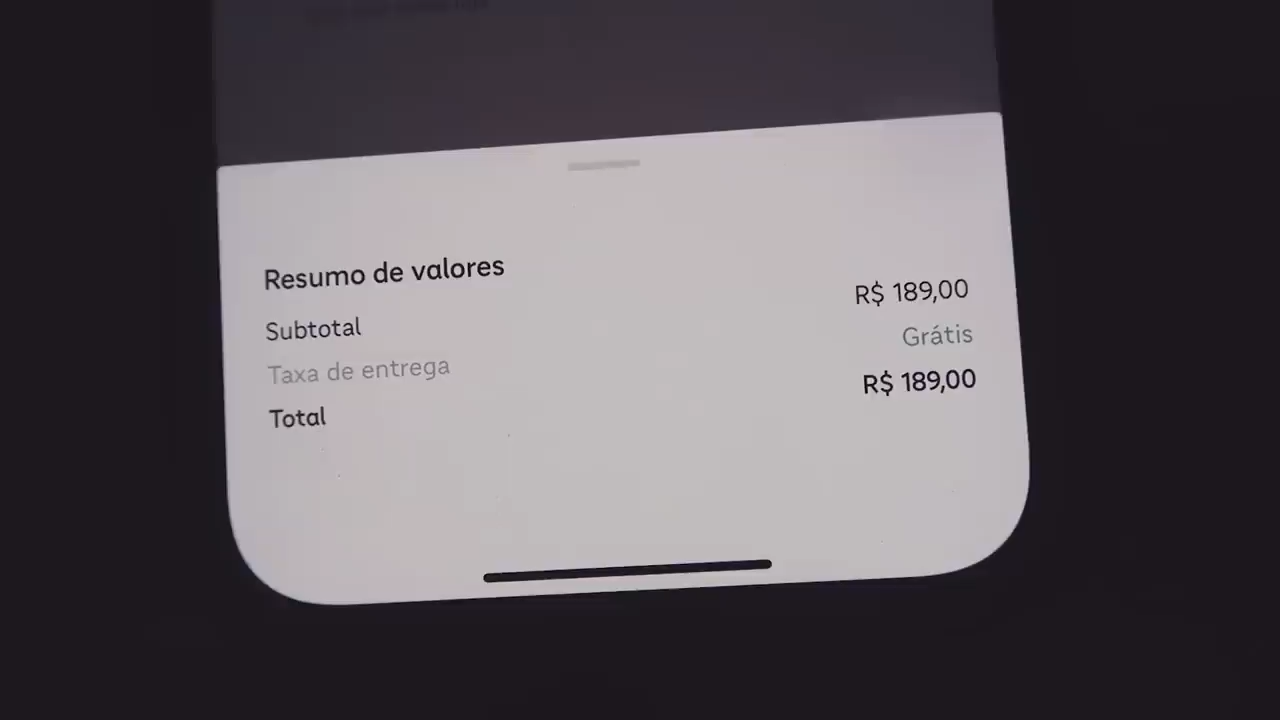 Resumo de valores
Subtotal R$ 189,00
Taxa de entrega Grátis
Total R$ 189,00